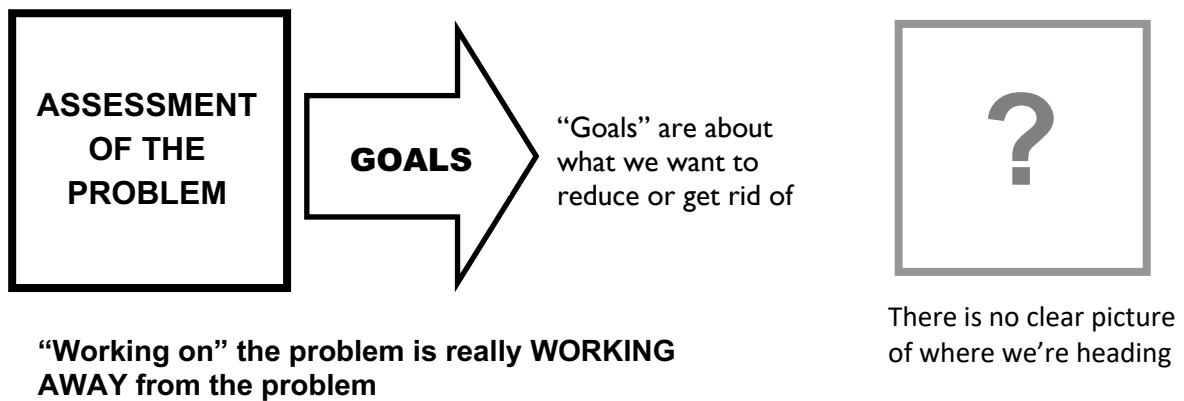 ASSESSMENT
OF THE
PROBLEM
GOALS
“Goals” are about
what we want to
reduce or get rid of
?
There is no clear picture
of where we’re heading
“Working on” the problem is really WORKING
AWAY from the problem